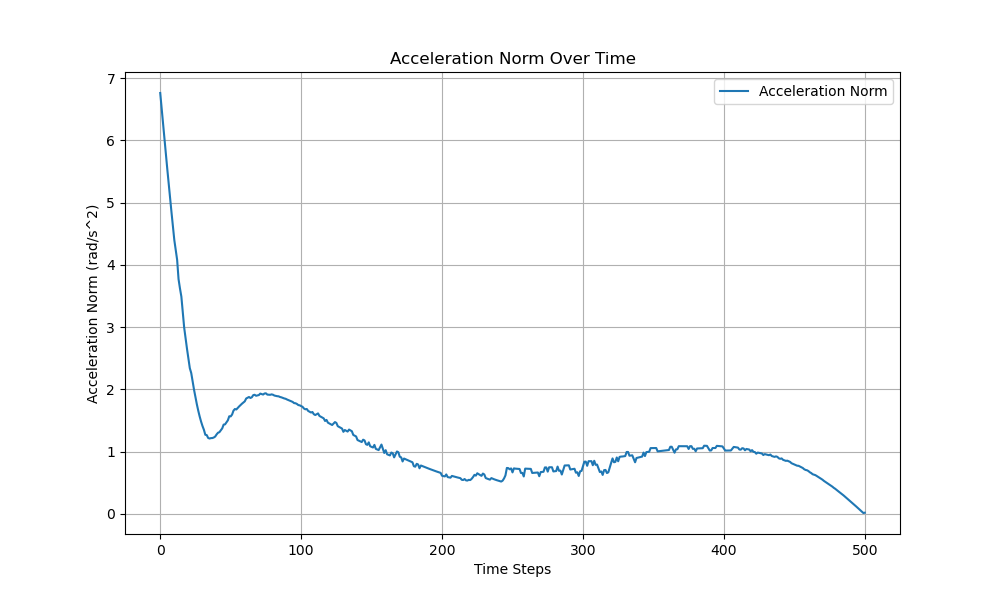 Acceleration Norm Over Time
Acceleration Norm
Acceleration Norm (rad/s^2)
7
6
5
4
3
2
1
0
0 100 200 300 400 500
Time Steps